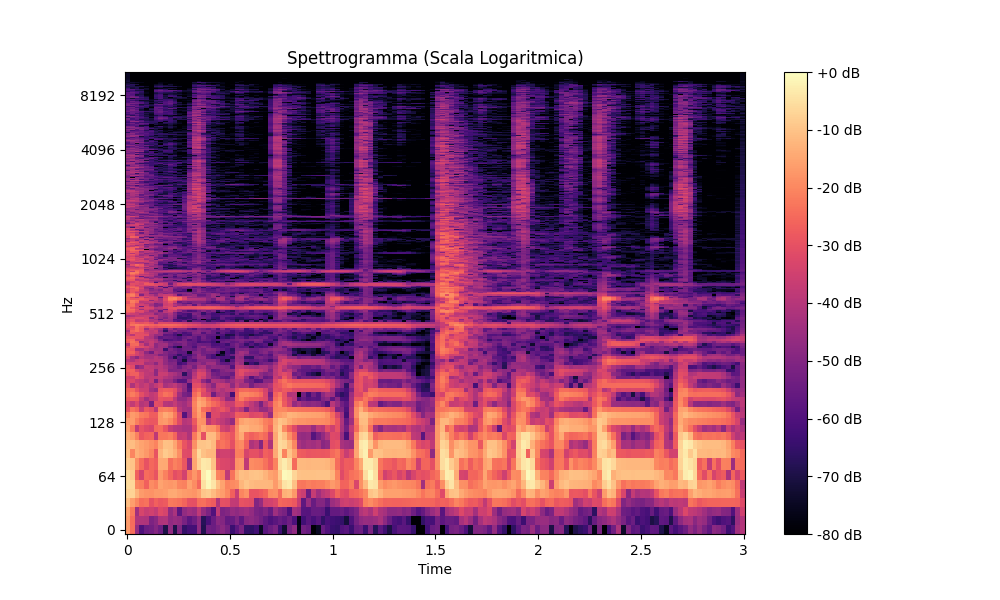 Spettrogramma (Scala Logaritmica)
Hz
8192
4096
2048
1024
512
256
128
64
0
0 0.5 1 1.5 2 2.5 3
Time
+0 dB
-10 dB
-20 dB
-30 dB
-40 dB
-50 dB
-60 dB
-70 dB
-80 dB